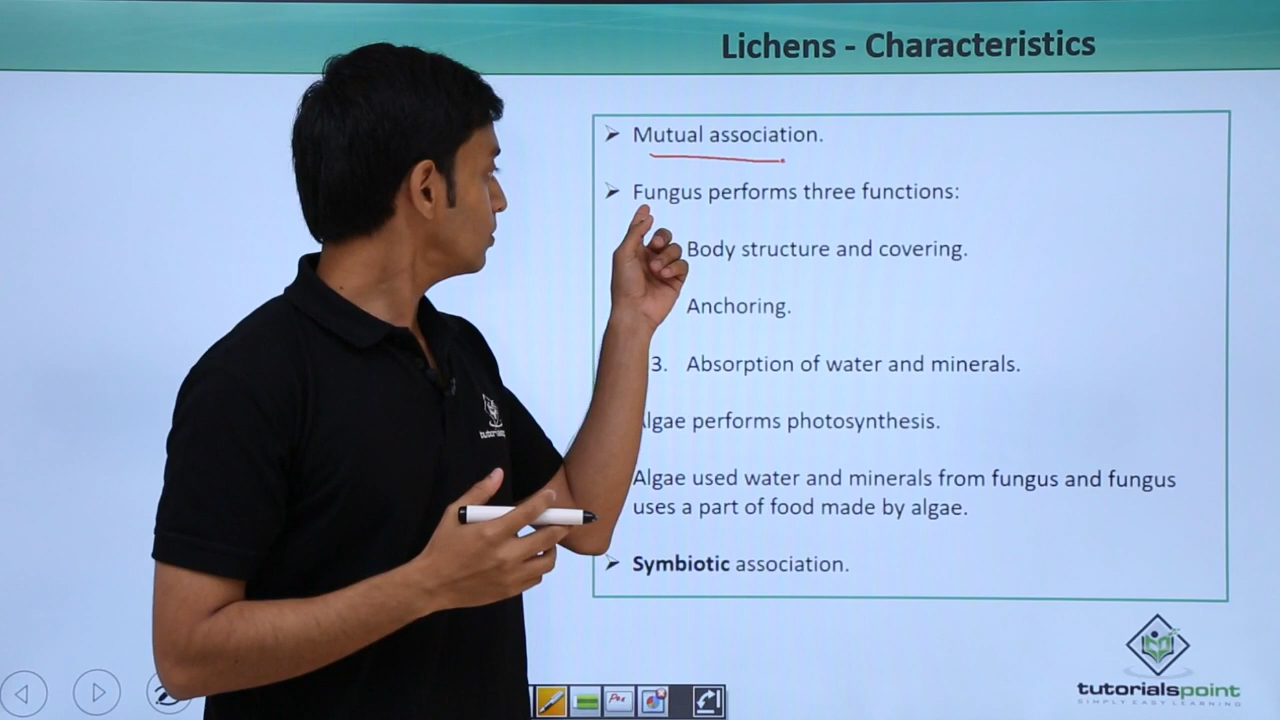 Lichens - Characteristics
Mutual association.
Fungus performs three functions:
Body structure and covering.
Anchoring.
3. Absorption of water and minerals.
lgae performs photosynthesis.
Algae used water and minerals from fungus and fungus
uses a part of food made by algae.
Symbiotic association.
tutorialspoint
SIMPLY EASY LEARNING